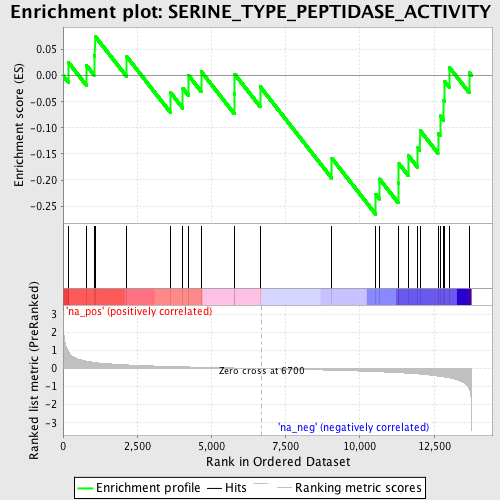 Enrichment plot: SERINE_TYPE_PEPTIDASE_ACTIVITY
Enrichment score (ES)
0.05
0.00
-0.05
-0.10
-0.15
-0.20
-0.25
'na_pos' (positively correlated)
Ranked list metric (PreRanked)
3
2
1
0
-1
-2
-3
Zero cross at 6700
'na_neg' (negatively correlated)
0
2,500
5,000
7,500
10,000
12,500
Rank in Ordered Dataset
Enrichment profile
Hits
Ranking metric scores